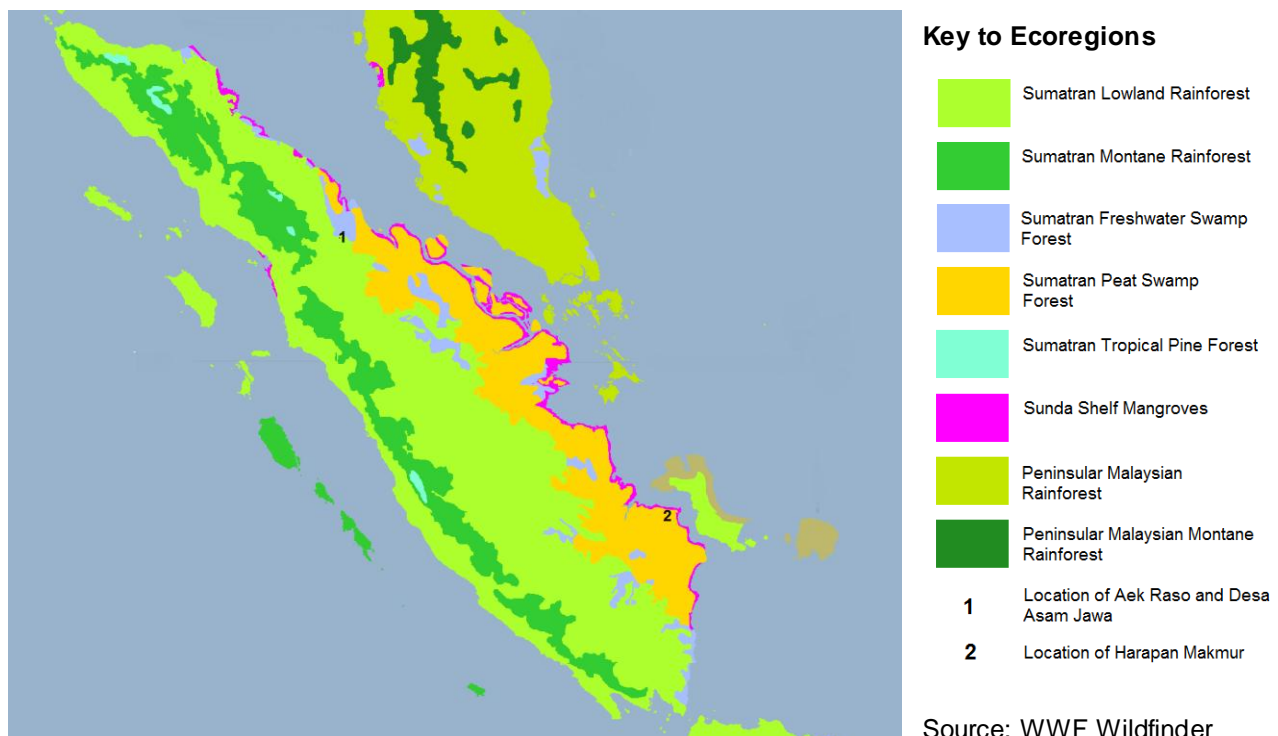 Key to Ecoregions
Sumatran Lowland Rainforest
Sumatran Montane Rainforest
Sumatran Freshwater Swamp
Forest
Sumatran Peat Swamp
Forest
Sumatran Tropical Pine Forest
Sunda Shelf Mangroves
Peninsular Malaysian
Rainforest
Peninsular Malaysian Montane
Rainforest
1 Location of Aek Raso and Desa
Asam Jawa
2 Location of Harapan Makmur
Source: WWF Wildfinder
1
2